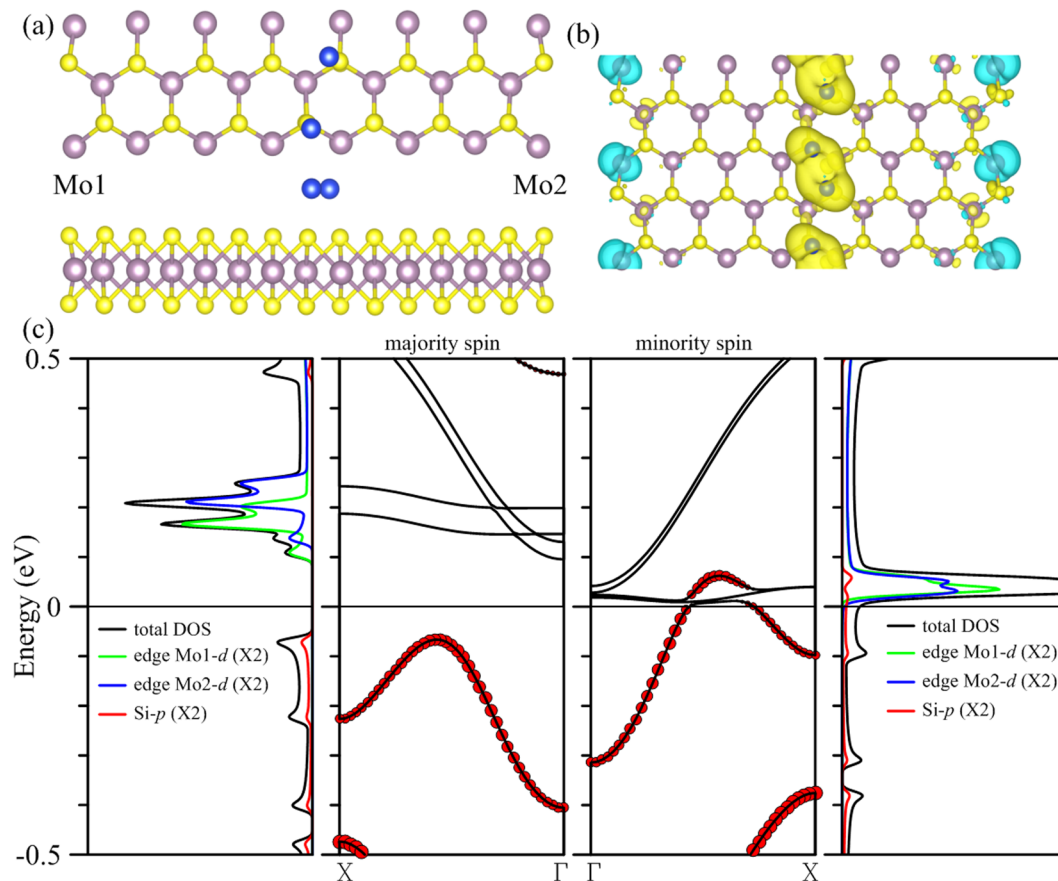 (a)
(b)
Mo1
Mo2
(c)
majority spin
minority spin
0.5
0
-0.5
Energy (eV)
total DOS
edge Mo1-d (X2)
edge Mo2-d (X2)
Si-p (X2)
total DOS
edge Mo1-d (X2)
edge Mo2-d (X2)
Si-p (X2)
X
Γ
Γ
X